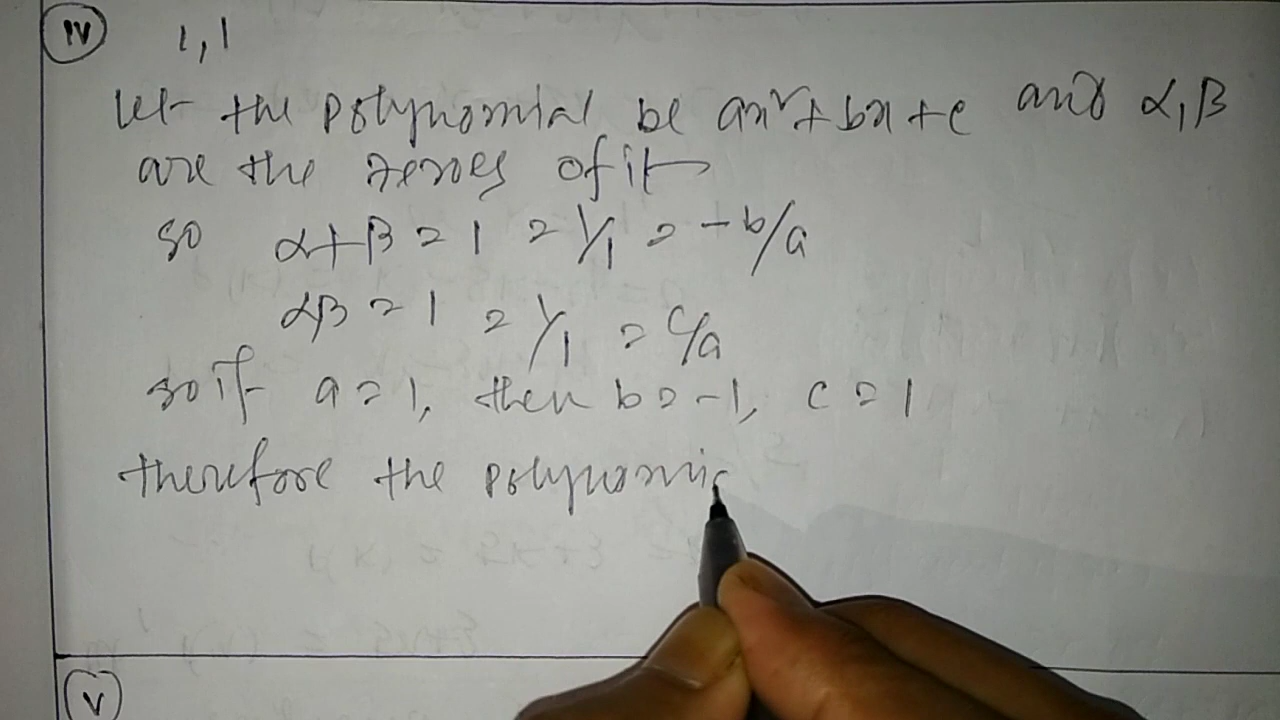 IV 1, 1
let the polynomial be ax²+bx+c and α, β
are the zeroes of it
so α+β = 1 = 1/1 = -b/a
αβ = 1 = 1/1 = c/a
so if a = 1, then b = -1, c = 1
therefore the polynomi
V